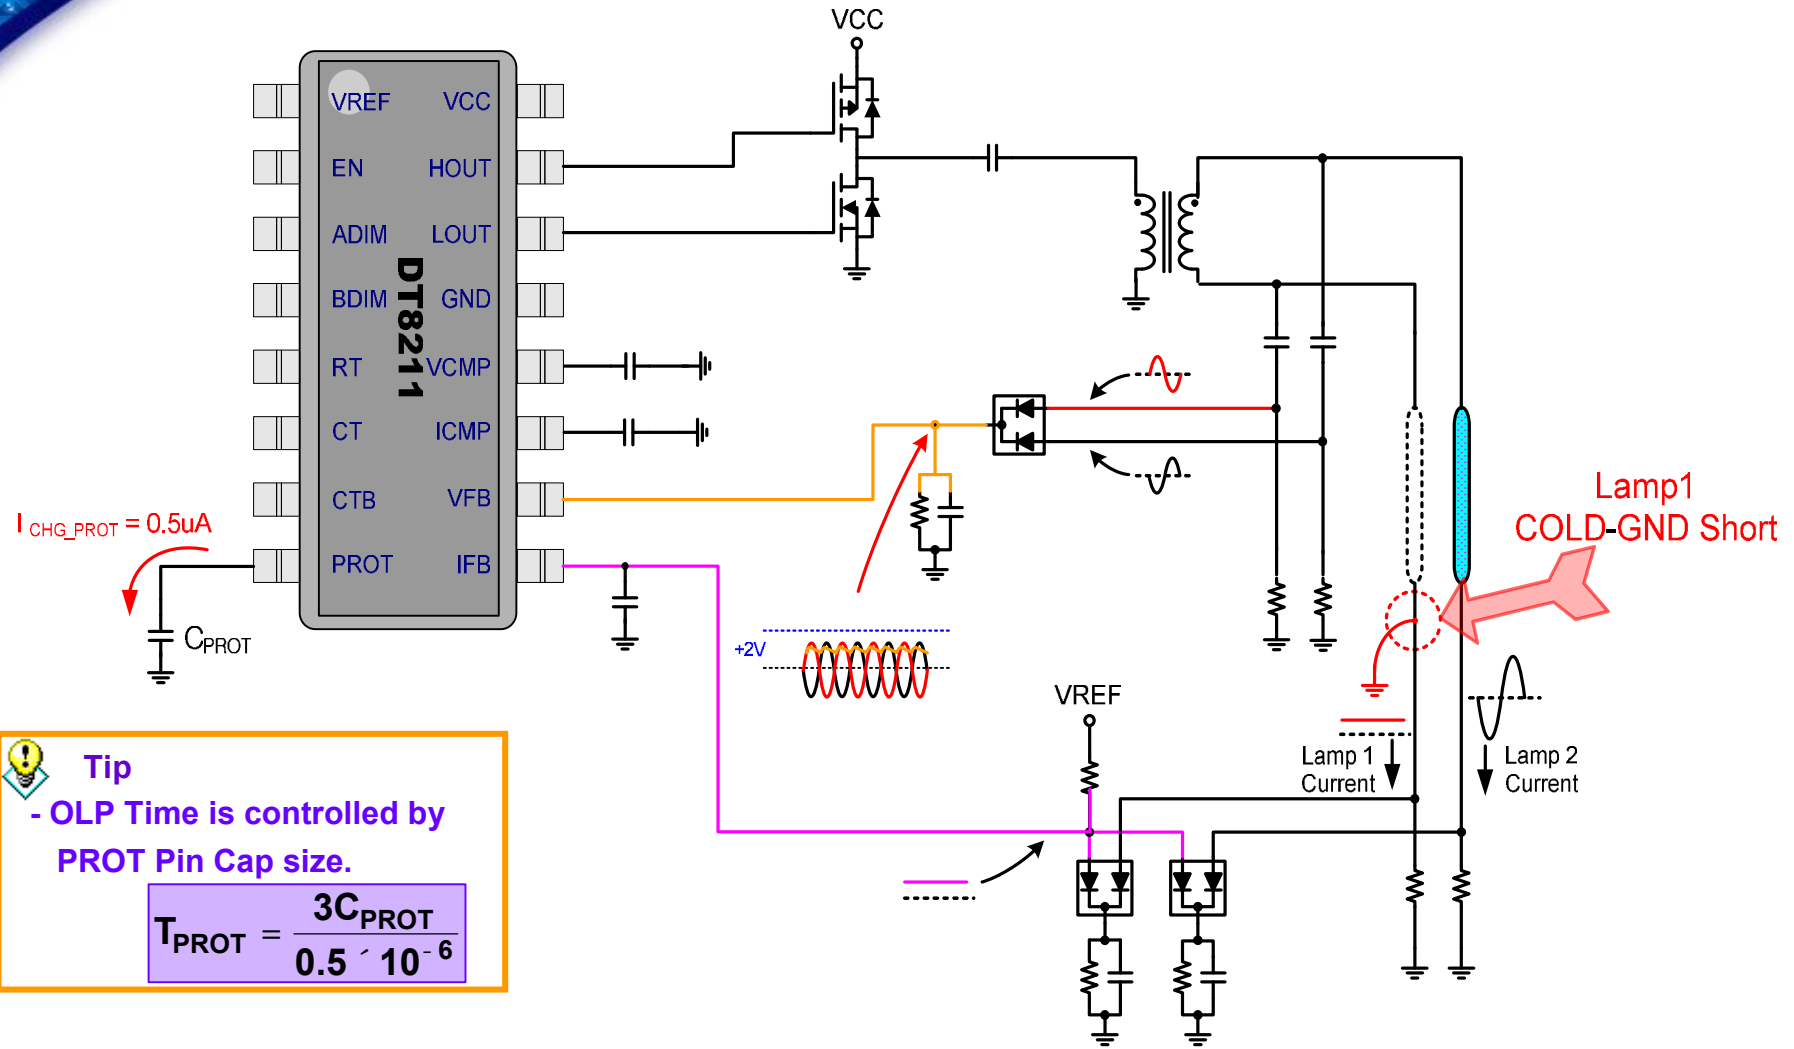 VCC
VREF VCC
EN HOUT
ADIM LOUT
BDIM GND
RT VCMP
CT ICMP
CTB VFB
PROT IFB
DT8211
I CHG_PROT = 0.5uA
CPROT
Lamp1
COLD-GND Short
+2V
VREF
Lamp 1
Current
Lamp 2
Current
Tip
- OLP Time is controlled by
PROT Pin Cap size.
TPROT = 3CPROT
0.5 ´ 10- 6